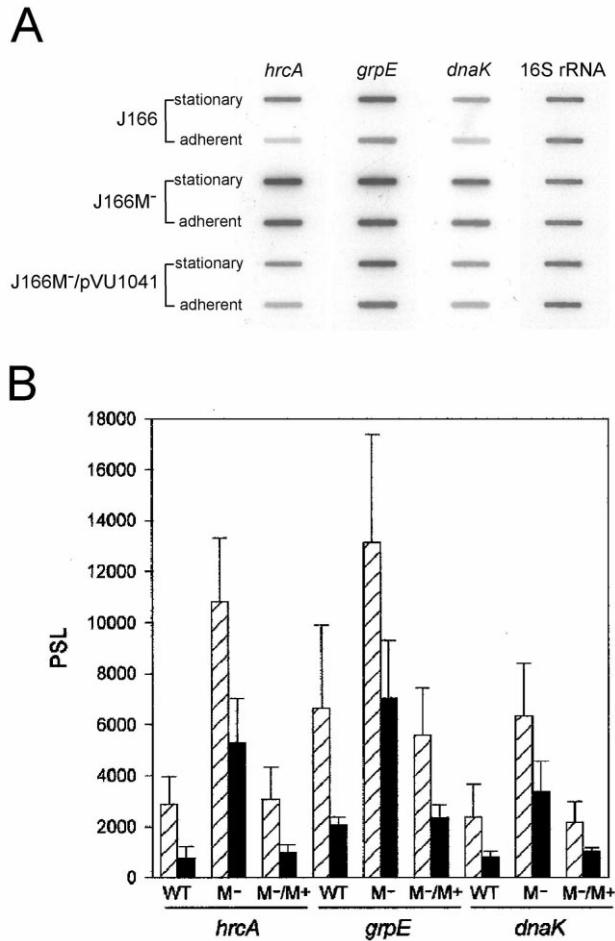 A
hrcA grpE dnaK 16S rRNA
J166
stationary
adherent
J166M⁻
stationary
adherent
J166M⁻/pVU1041
stationary
adherent
B
PSL
18000
16000
14000
12000
10000
8000
6000
4000
2000
0
WT M- M⁻/M+ WT M- M⁻/M+ WT M- M⁻/M+
hrcA grpE dnaK